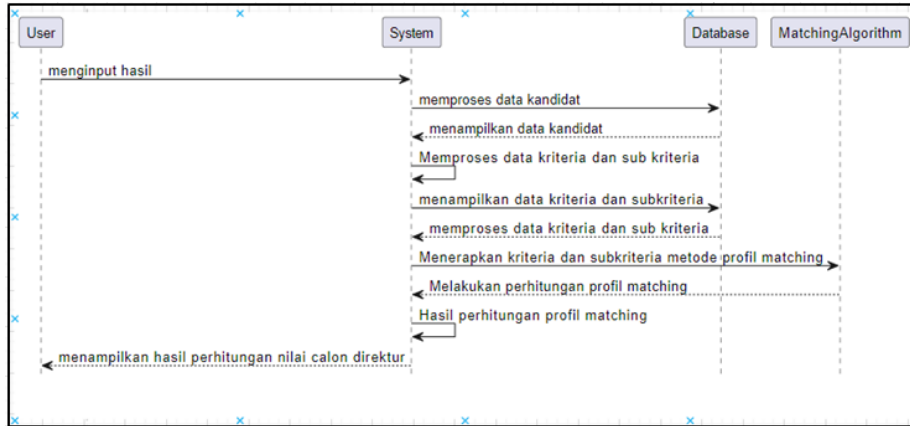 User
System
Database
MatchingAlgorithm
menginput hasil
memproses data kandidat
menampilkan data kandidat
Memproses data kriteria dan sub kriteria
menampilkan data kriteria dan subkriteria
memproses data kriteria dan sub kriteria
Menerapkan kriteria dan subkriteria metode profil matching
Melakukan perhitungan profil matching
Hasil perhitungan profil matching
menampilkan hasil perhitungan nilai calon direktur